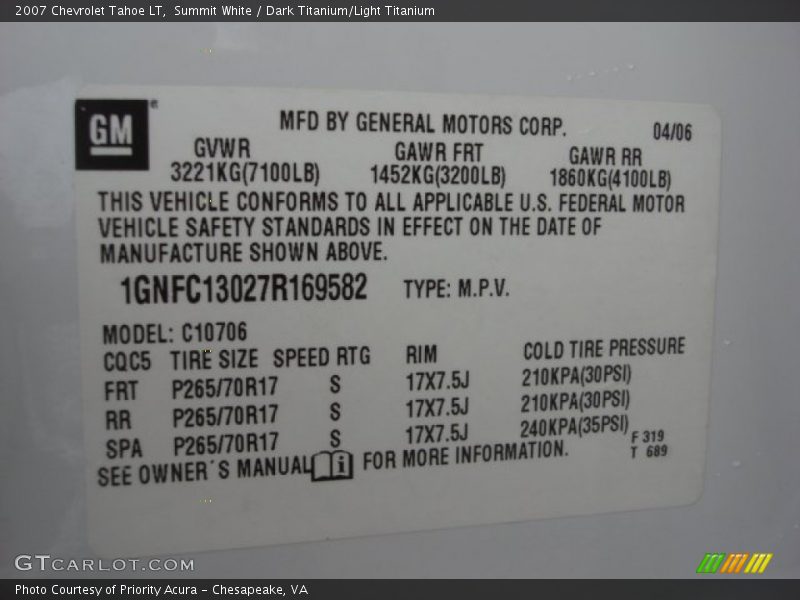 2007 Chevrolet Tahoe LT, Summit White / Dark Titanium/Light Titanium
GM®
MFD BY GENERAL MOTORS CORP. 04/06
GVWR GAWR FRT GAWR RR
3221KG(7100LB) 1452KG(3200LB) 1860KG(4100LB)
THIS VEHICLE CONFORMS TO ALL APPLICABLE U.S. FEDERAL MOTOR
VEHICLE SAFETY STANDARDS IN EFFECT ON THE DATE OF
MANUFACTURE SHOWN ABOVE.
1GNFC13027R169582 TYPE: M.P.V.
MODEL: C10706
CQC5 TIRE SIZE SPEED RTG RIM COLD TIRE PRESSURE
FRT P265/70R17 S 17X7.5J 210KPA(30PSI)
RR P265/70R17 S 17X7.5J 210KPA(30PSI)
SPA P265/70R17 S 17X7.5J 240KPA(35PSI)
F 319
T 689
SEE OWNER'S MANUAL i FOR MORE INFORMATION.
GTCARLOT.COM
Photo Courtesy of Priority Acura – Chesapeake, VA